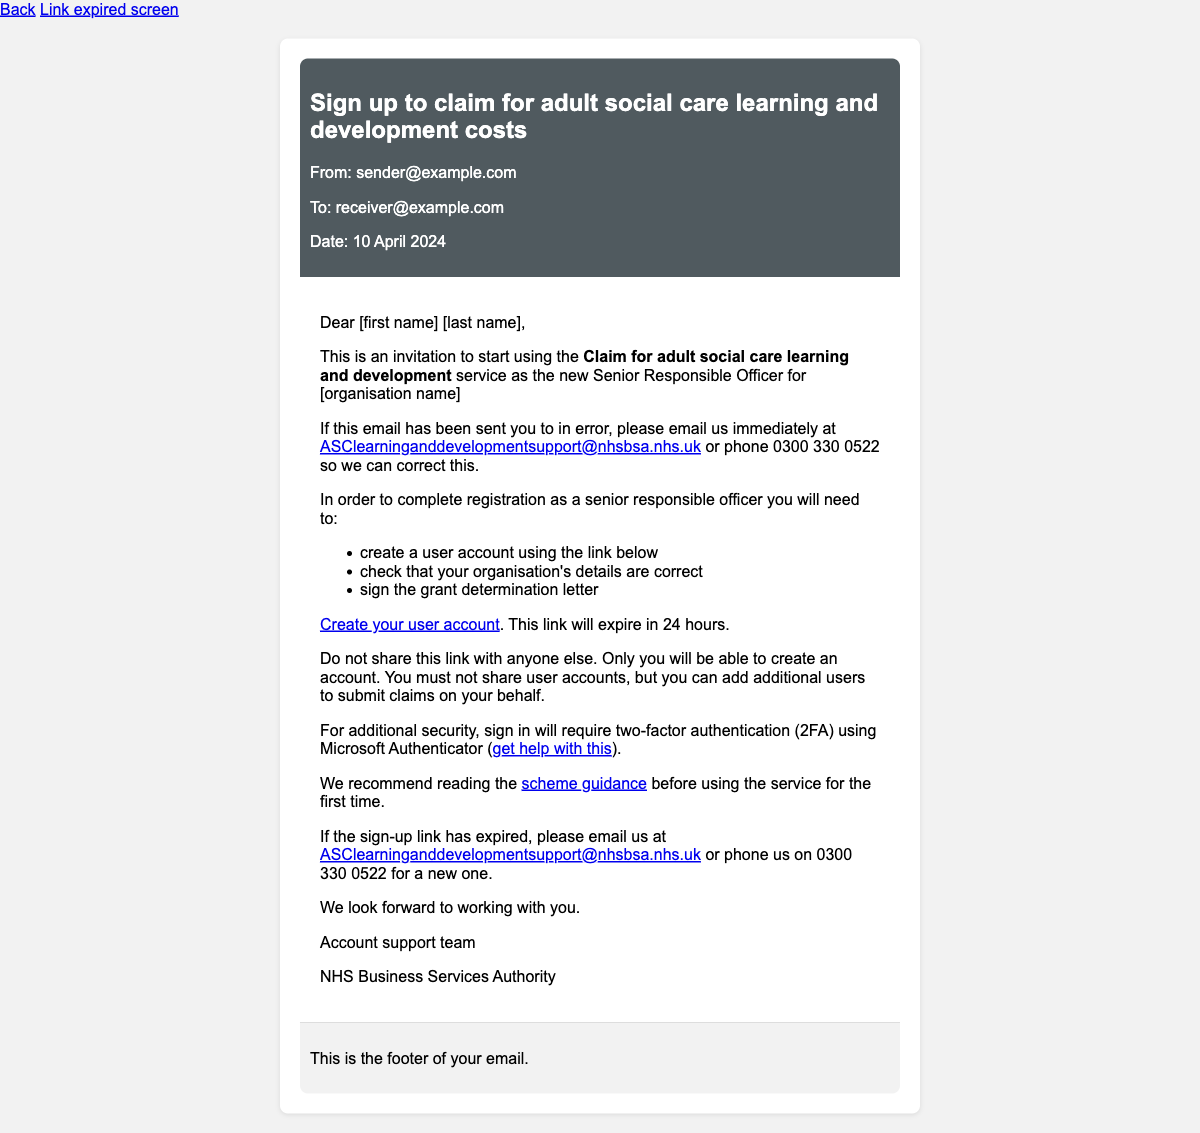 Back Link expired screen
Sign up to claim for adult social care learning and
development costs
From: sender@example.com
To: receiver@example.com
Date: 10 April 2024
Dear [first name] [last name],
This is an invitation to start using the Claim for adult social care learning
and development service as the new Senior Responsible Officer for
[organisation name]
If this email has been sent you to in error, please email us immediately at
ASClearninganddevelopmentsupport@nhsbsa.nhs.uk or phone 0300 330 0522
so we can correct this.
In order to complete registration as a senior responsible officer you will need
to:
• create a user account using the link below
• check that your organisation's details are correct
• sign the grant determination letter
Create your user account. This link will expire in 24 hours.
Do not share this link with anyone else. Only you will be able to create an
account. You must not share user accounts, but you can add additional users
to submit claims on your behalf.
For additional security, sign in will require two-factor authentication (2FA) using
Microsoft Authenticator (get help with this).
We recommend reading the scheme guidance before using the service for the
first time.
If the sign-up link has expired, please email us at
ASClearninganddevelopmentsupport@nhsbsa.nhs.uk or phone us on 0300
330 0522 for a new one.
We look forward to working with you.
Account support team
NHS Business Services Authority
This is the footer of your email.